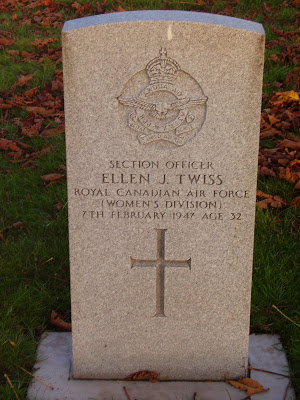 SECTION OFFICER
ELLEN J. TWISS
ROYAL CANADIAN AIR FORCE
(WOMEN'S DIVISION)
7TH FEBRUARY 1947 AGE 32